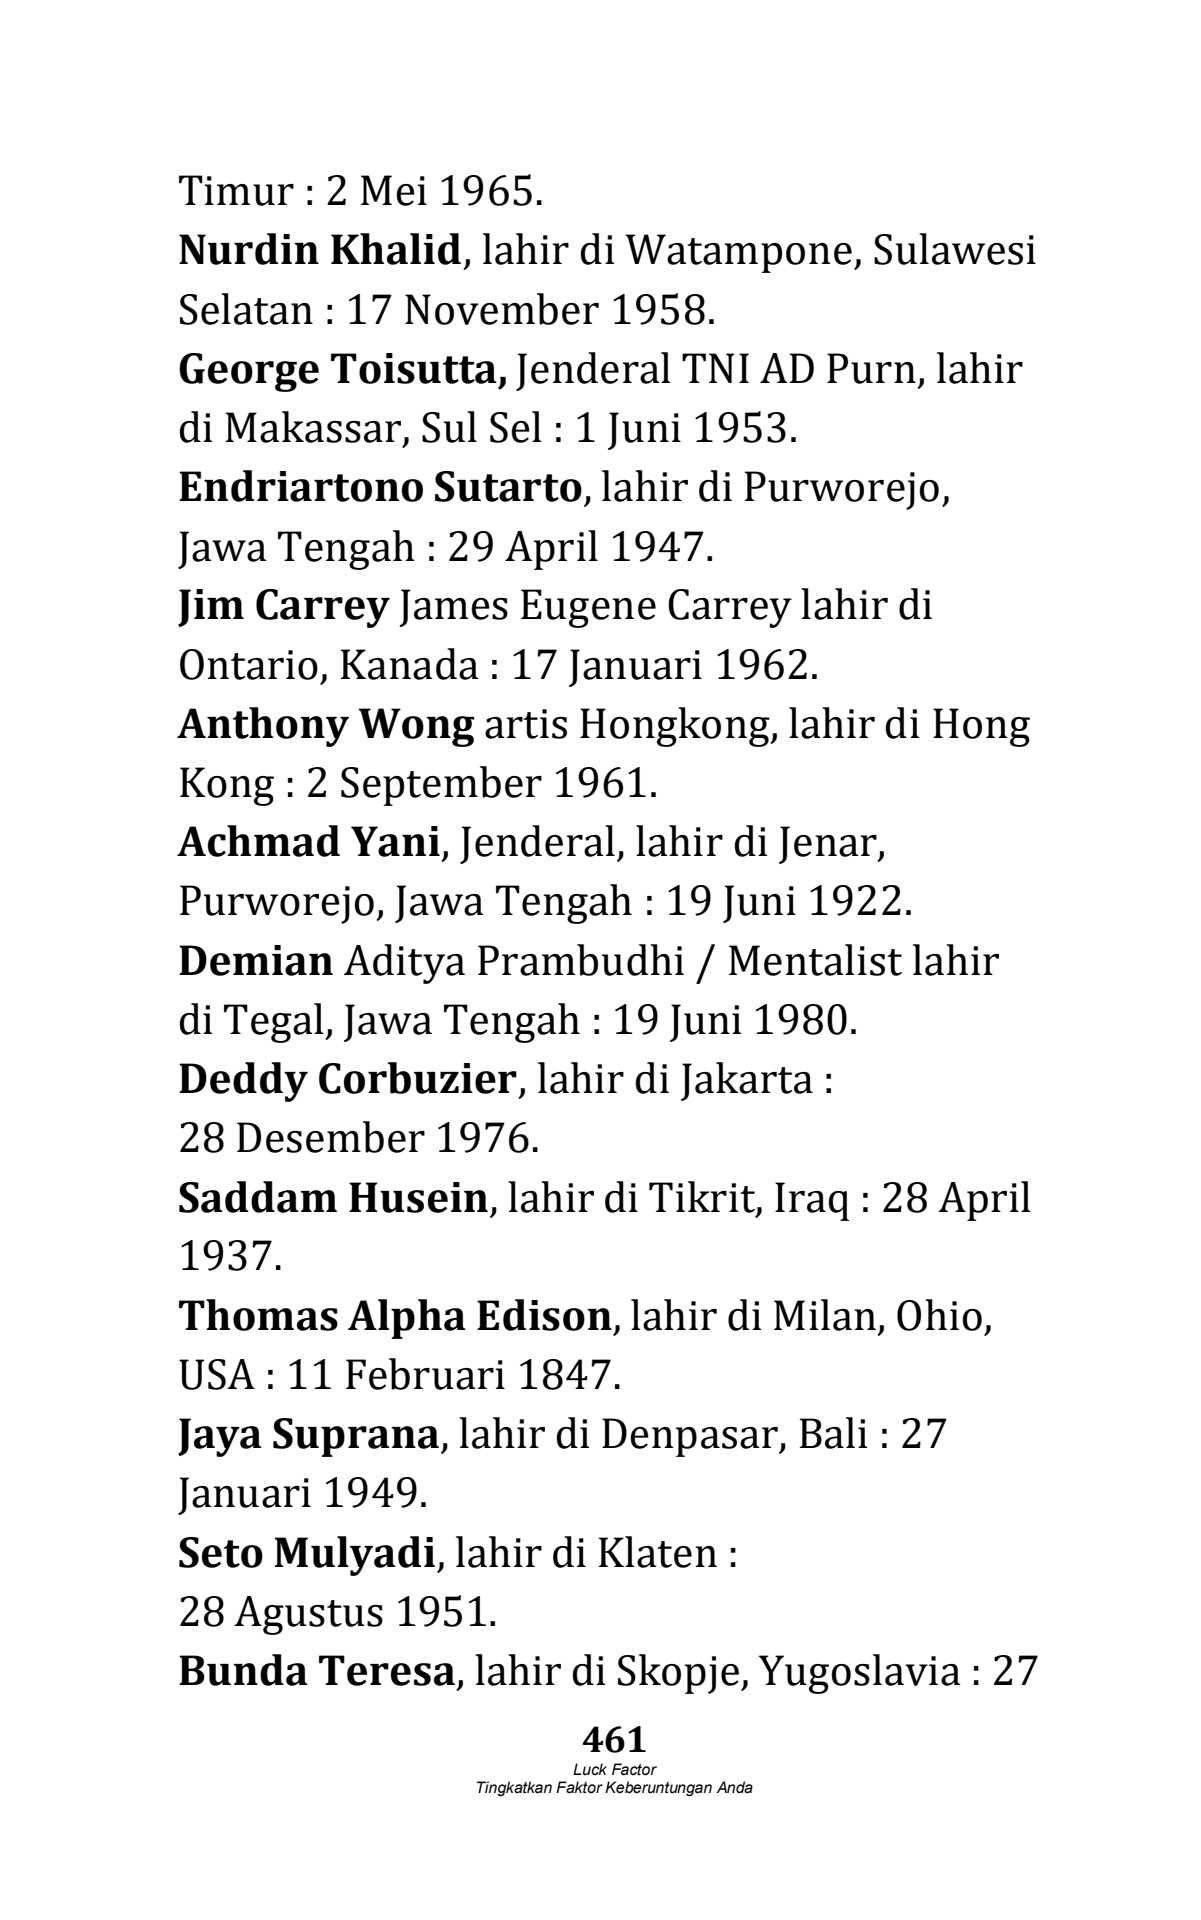 Timur : 2 Mei 1965.
Nurdin Khalid, lahir di Watampone, Sulawesi
Selatan : 17 November 1958.
George Toisutta, Jenderal TNI AD Purn, lahir
di Makassar, Sul Sel : 1 Juni 1953.
Endriartono Sutarto, lahir di Purworejo,
Jawa Tengah : 29 April 1947.
Jim Carrey James Eugene Carrey lahir di
Ontario, Kanada : 17 Januari 1962.
Anthony Wong artis Hongkong, lahir di Hong
Kong : 2 September 1961.
Achmad Yani, Jenderal, lahir di Jenar,
Purworejo, Jawa Tengah : 19 Juni 1922.
Demian Aditya Prambudhi / Mentalist lahir
di Tegal, Jawa Tengah : 19 Juni 1980.
Deddy Corbuzier, lahir di Jakarta :
28 Desember 1976.
Saddam Husein, lahir di Tikrit, Iraq : 28 April
1937.
Thomas Alpha Edison, lahir di Milan, Ohio,
USA : 11 Februari 1847.
Jaya Suprana, lahir di Denpasar, Bali : 27
Januari 1949.
Seto Mulyadi, lahir di Klaten :
28 Agustus 1951.
Bunda Teresa, lahir di Skopje, Yugoslavia : 27
461
Luck Factor
Tingkatkan Faktor Keberuntungan Anda